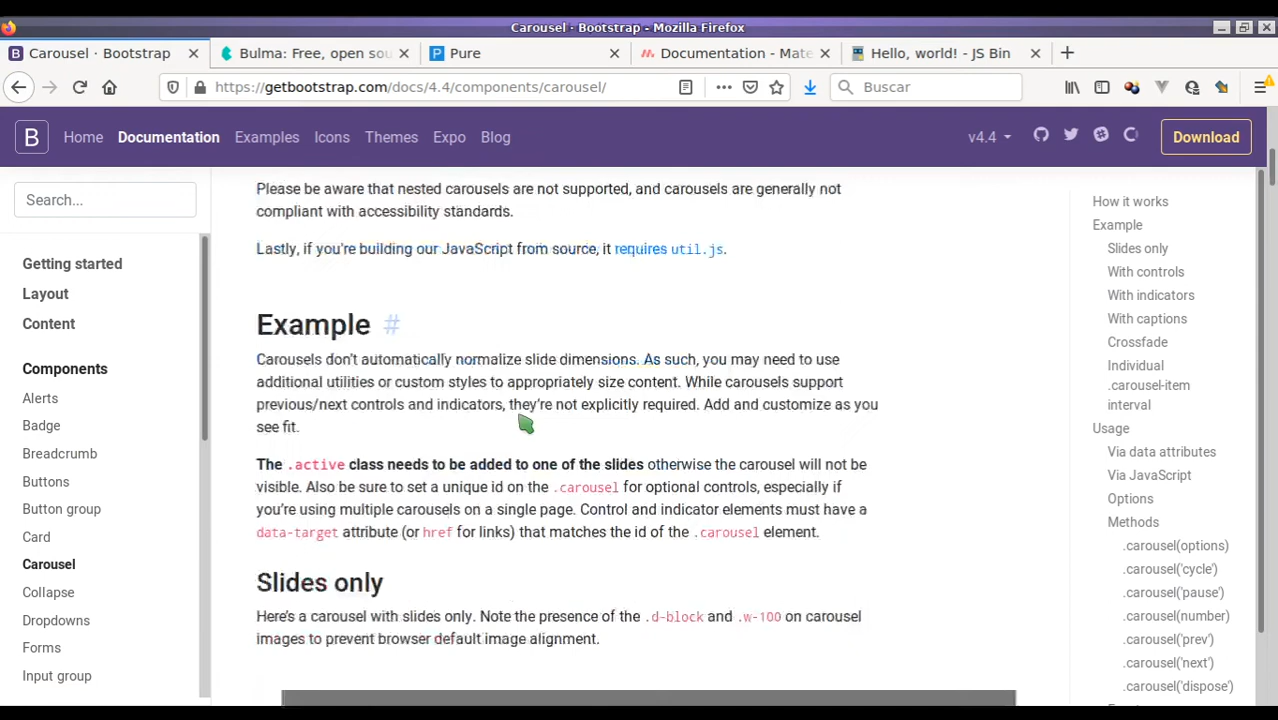 Carousel · Bootstrap - Mozilla Firefox
Carousel · Bootstrap
Bulma: Free, open sou
Pure
Documentation - Mate
Hello, world! - JS Bin
https://getbootstrap.com/docs/4.4/components/carousel/
Buscar
B Home Documentation Examples Icons Themes Expo Blog v4.4 Download
Search...
Getting started
Layout
Content
Components
Alerts
Badge
Breadcrumb
Buttons
Button group
Card
Carousel
Collapse
Dropdowns
Forms
Input group
Please be aware that nested carousels are not supported, and carousels are generally not
compliant with accessibility standards.
Lastly, if you're building our JavaScript from source, it requires util.js.
Example #
Carousels don't automatically normalize slide dimensions. As such, you may need to use
additional utilities or custom styles to appropriately size content. While carousels support
previous/next controls and indicators, they're not explicitly required. Add and customize as you
see fit.
The .active class needs to be added to one of the slides otherwise the carousel will not be
visible. Also be sure to set a unique id on the .carousel for optional controls, especially if
you're using multiple carousels on a single page. Control and indicator elements must have a
data-target attribute (or href for links) that matches the id of the .carousel element.
Slides only
Here's a carousel with slides only. Note the presence of the .d-block and .w-100 on carousel
images to prevent browser default image alignment.
How it works
Example
Slides only
With controls
With indicators
With captions
Crossfade
Individual
.carousel-item
interval
Usage
Via data attributes
Via JavaScript
Options
Methods
.carousel(options)
.carousel('cycle')
.carousel('pause')
.carousel(number)
.carousel('prev')
.carousel('next')
.carousel('dispose')